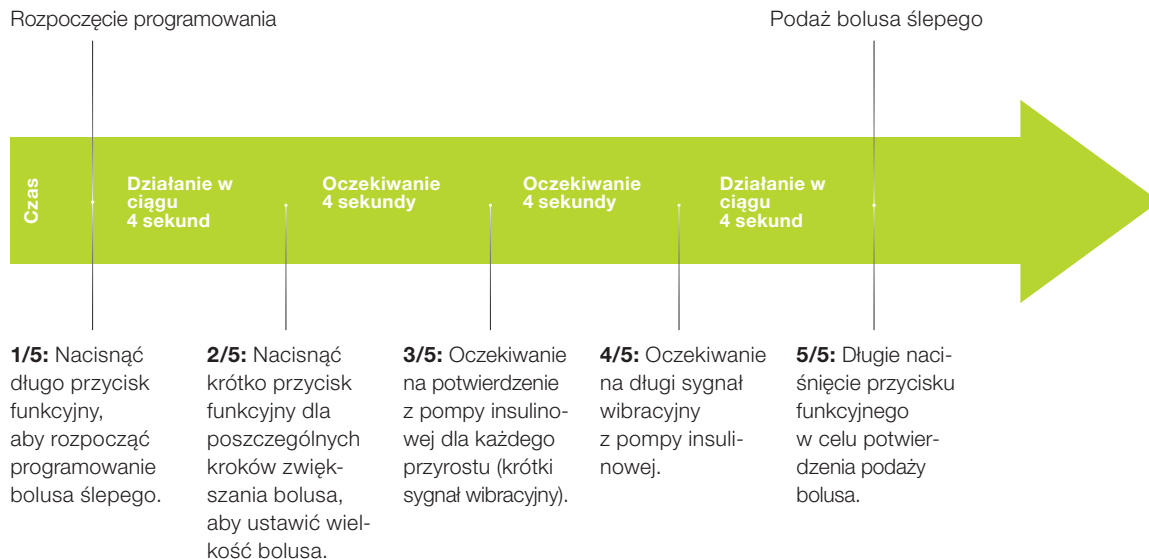 Rozpoczęcie programowania
Podaż bolusa ślepego
Czas
Działanie w
ciągu
4 sekund
Oczekiwanie
4 sekundy
Oczekiwanie
4 sekundy
Działanie w
ciągu
4 sekund
1/5: Nacisnąć
długo przycisk
funkcyjny,
aby rozpocząć
programowanie
bolusa ślepego.
2/5: Nacisnąć
krótko przycisk
funkcyjny dla
poszczególnych
kroków zwięk-
szania bolusa,
aby ustawić wiel-
kość bolusa.
3/5: Oczekiwanie
na potwierdzenie
z pompy insulino-
wej dla każdego
przyrostu (krótki
sygnał wibracyjny).
4/5: Oczekiwanie
na długi sygnał
wibracyjny
z pompy insuli-
nowej.
5/5: Długie naci-
śnięcie przycisku
funkcyjnego
w celu potwier-
dzenia podaży
bolusa.